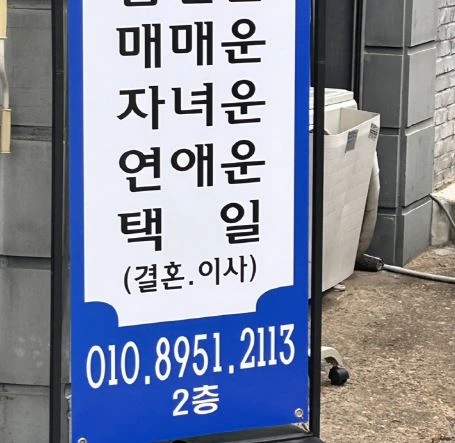 매매운
자녀운
연애운
택 일
(결혼.이사)
010.8951.2113
2층